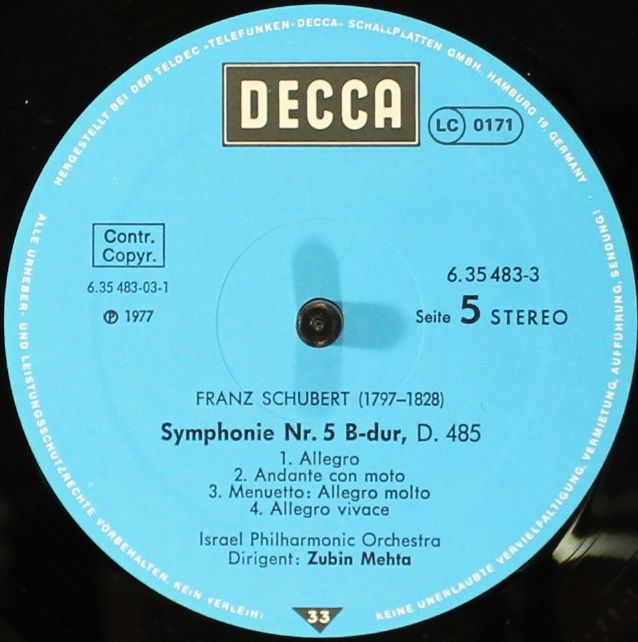 HERGESTELLT BEI DER TELDEC »TELEFUNKEN-DECCA« SCHALLPLATTEN GMBH, HAMBURG 19, GERMANY
DECCA
LC 0171
Contr.
Copyr.
6.35 483-03-1
℗ 1977
6.35 483-3
Seite 5 STEREO
FRANZ SCHUBERT (1797–1828)
Symphonie Nr. 5 B-dur, D. 485
1. Allegro
2. Andante con moto
3. Menuetto: Allegro molto
4. Allegro vivace
Israel Philharmonic Orchestra
Dirigent: Zubin Mehta
33
ALLE URHEBER- UND LEISTUNGSSCHUTZRECHTE VORBEHALTEN. KEIN VERLEIH!
KEINE UNERLAUBTE VERVIELFÄLTIGUNG, VERMIETUNG, AUFFÜHRUNG, SENDUNG!